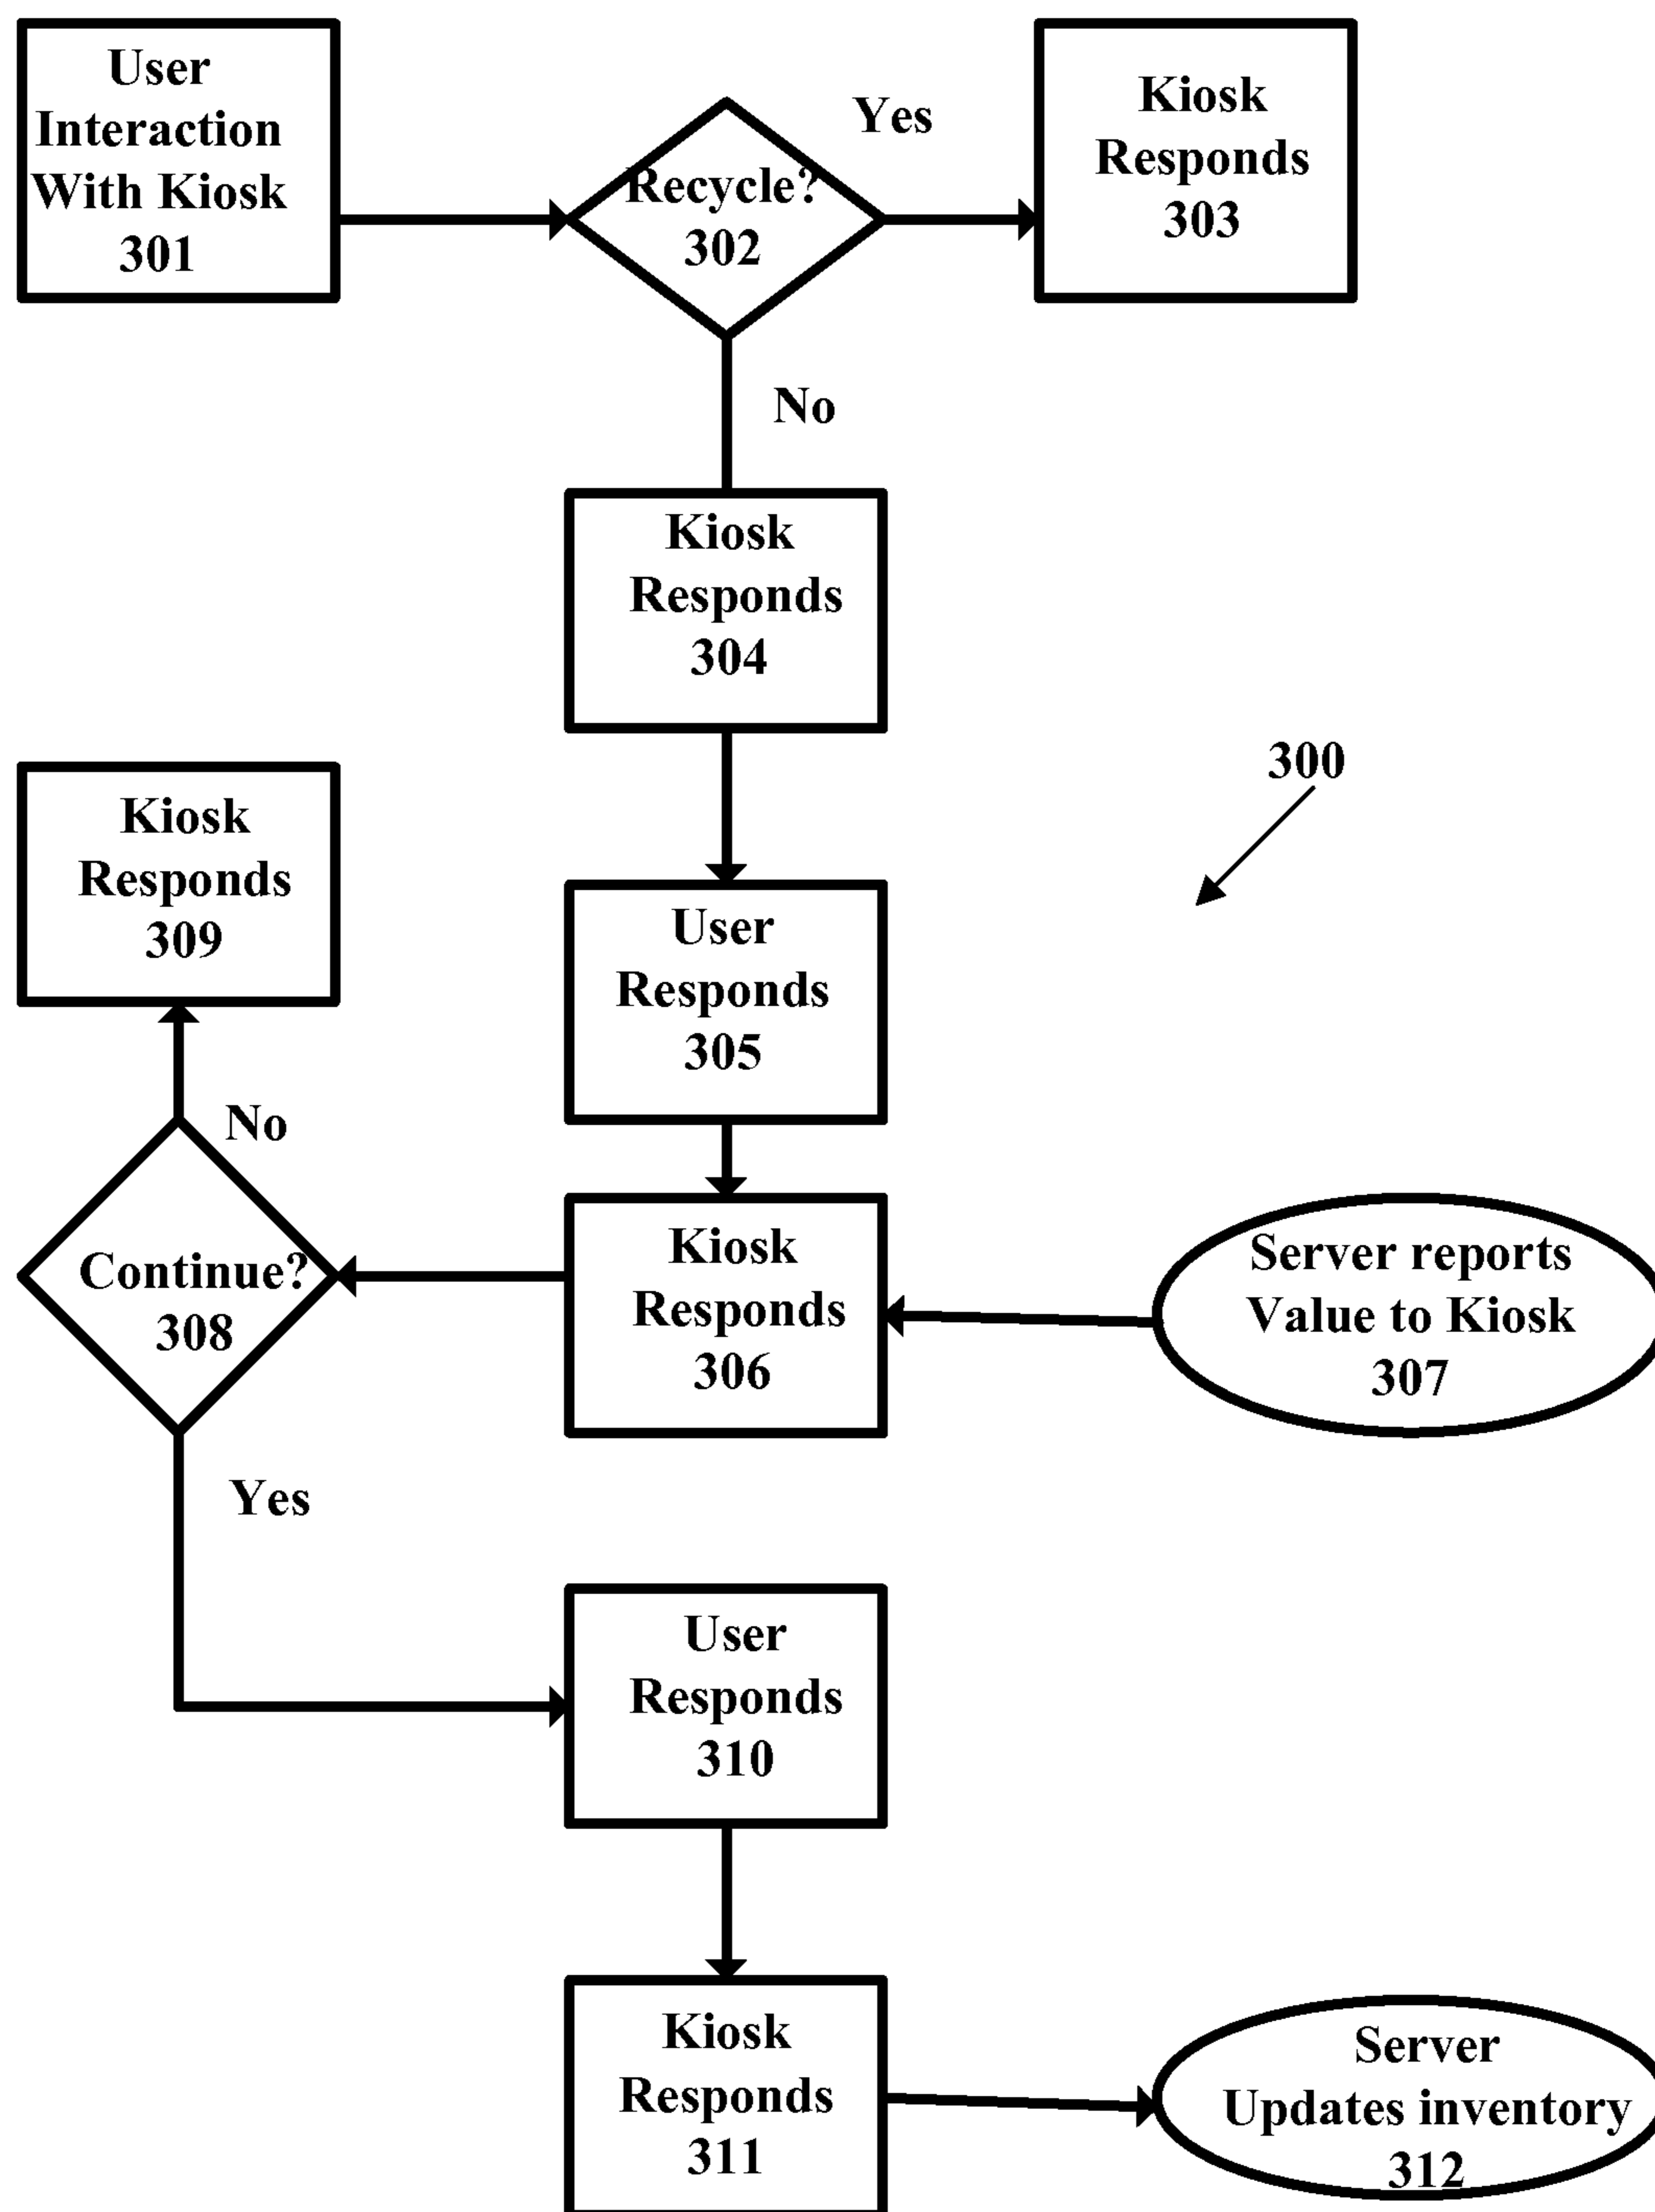 User
Interaction
With Kiosk
301
Recycle?
302
Yes
Kiosk
Responds
303
No
Kiosk
Responds
304
300
Kiosk
Responds
309
User
Responds
305
No
Continue?
308
Kiosk
Responds
306
Server reports
Value to Kiosk
307
Yes
User
Responds
310
Kiosk
Responds
311
Server
Updates inventory
312